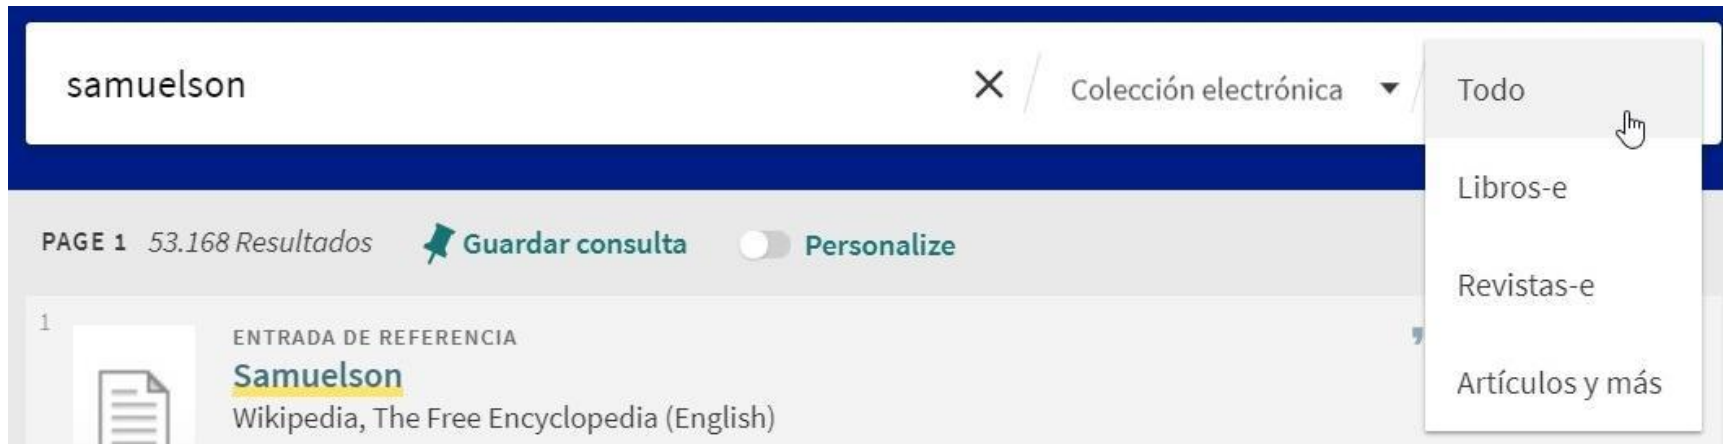 samuelson
Colección electrónica
Todo
Libros-e
Revistas-e
Artículos y más
PAGE 1 53.168 Resultados Guardar consulta Personalize
1
ENTRADA DE REFERENCIA
Samuelson
Wikipedia, The Free Encyclopedia (English)